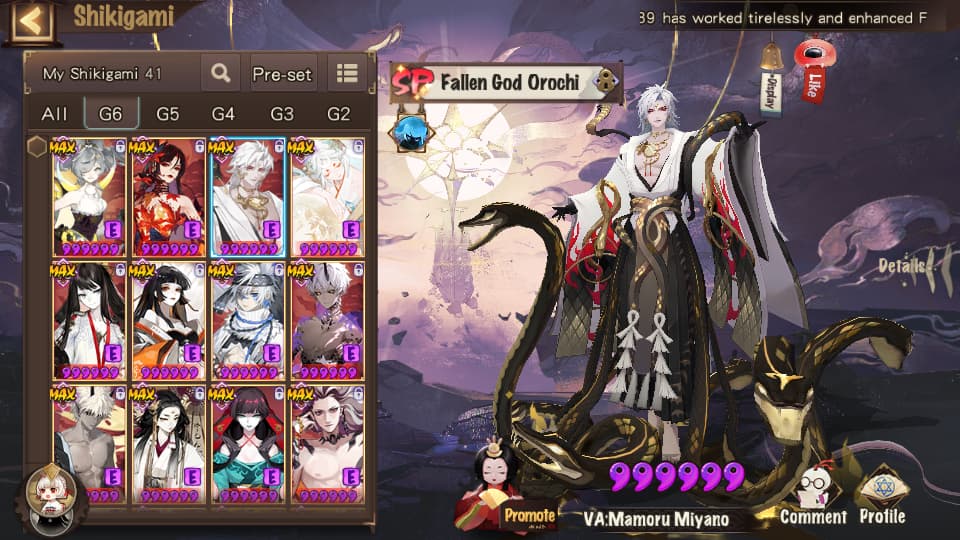 Shikigami
39 has worked tirelessly and enhanced F
My Shikigami 41
Pre-set
All G6 G5 G4 G3 G2
SP Fallen God Orochi
Display
Like
MAX MAX MAX MAX
E E E E
999999 999999 999999 999999
MAX MAX MAX MAX
E E E E
999999 999999 999999 999999
MAX MAX MAX MAX
E E E E
9999 999999 999999 999999
Details
999999
Promote
VA:Mamoru Miyano
Comment
Profile